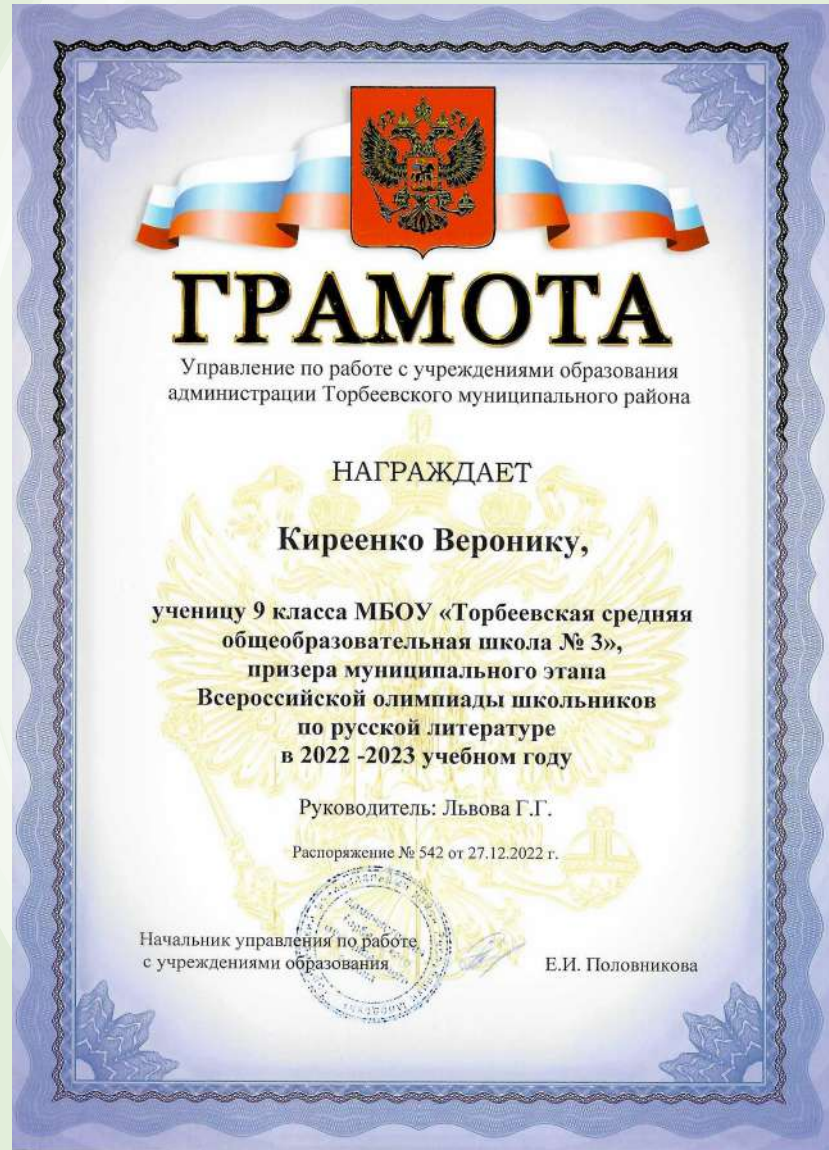 ГРАМОТА
Управление по работе с учреждениями образования
администрации Торбеевского муниципального района
НАГРАЖДАЕТ
Киреенко Веронику,
ученицу 9 класса МБОУ «Торбеевская средняя
общеобразовательная школа № 3»,
призера муниципального этапа
Всероссийской олимпиады школьников
по русской литературе
в 2022 -2023 учебном году
Руководитель: Львова Г.Г.
Распоряжение № 542 от 27.12.2022 г.
Начальник управления по работе
с учреждениями образования
Е.И. Половникова